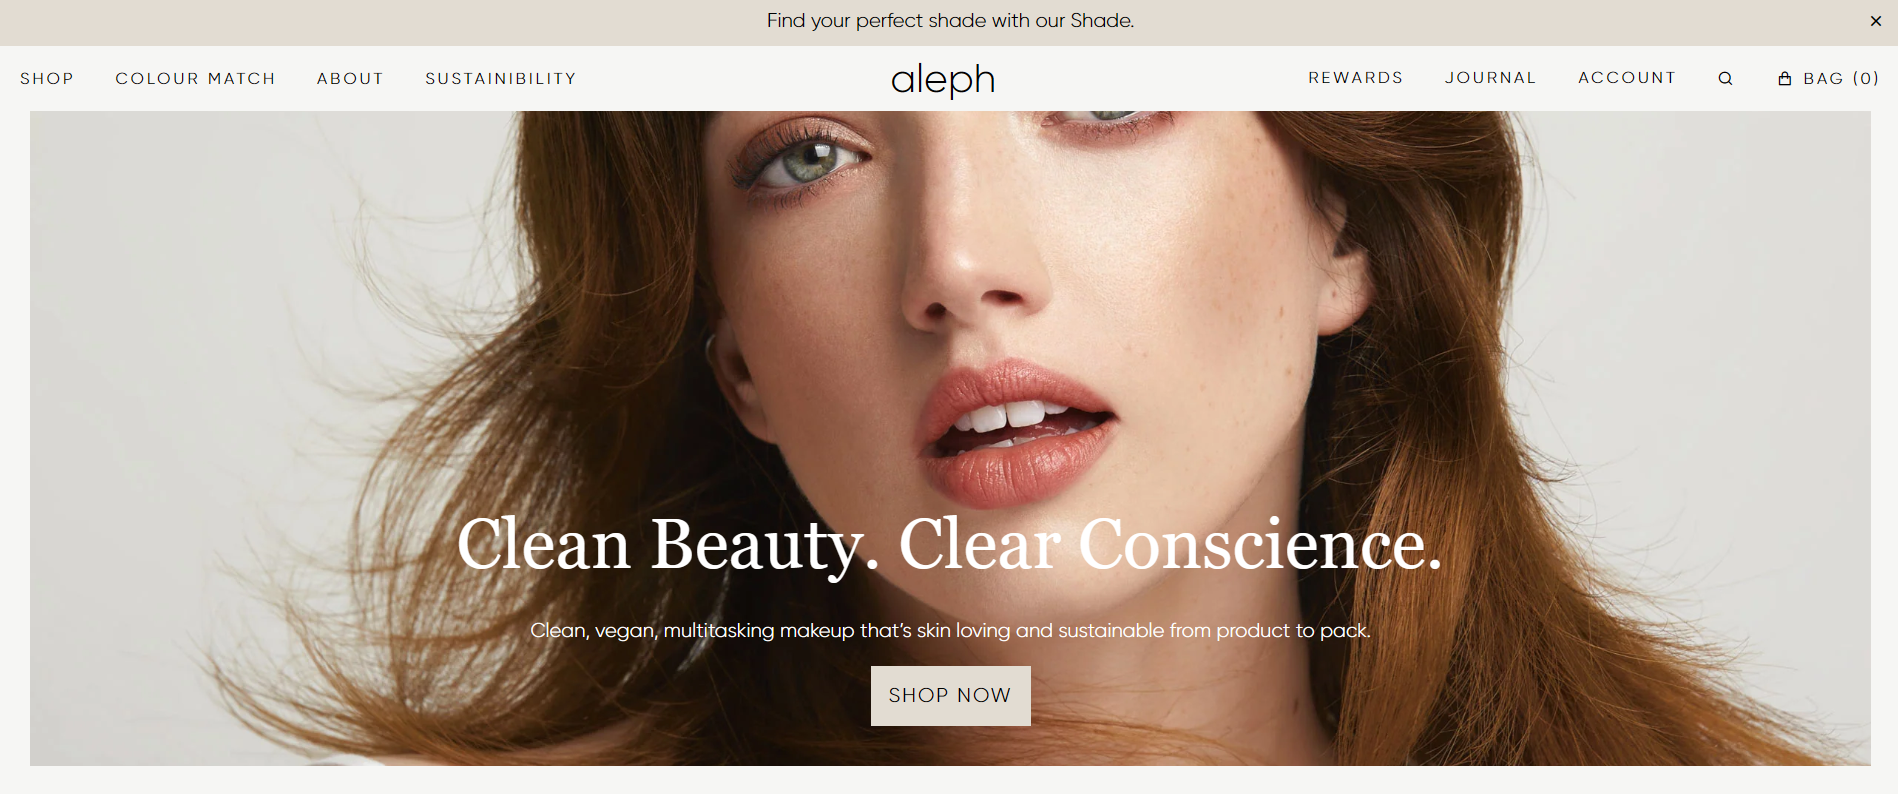 Find your perfect shade with our Shade.
SHOP COLOUR MATCH ABOUT SUSTAINIBILITY aleph REWARDS JOURNAL ACCOUNT BAG (0)
Clean Beauty. Clear Conscience.
Clean, vegan, multitasking makeup that's skin loving and sustainable from product to pack.
SHOP NOW